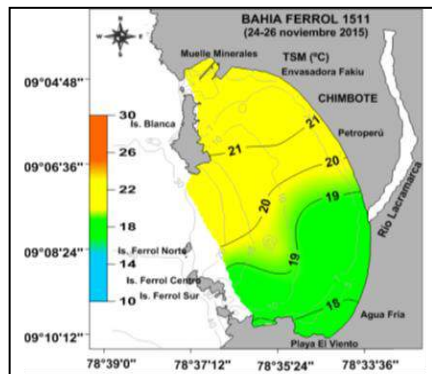 BAHIA FERROL 1511
(24-26 noviembre 2015)
N
W E
S
Muelle Minerales
TSM (ºC)
Envasadora Fakiu
CHIMBOTE
Petroperú
Río Lacramarca
Is. Blanca
Is. Ferrol Norte
Is. Ferrol Centro
Is. Ferrol Sur
Agua Fría
Playa El Viento
21
21
20
20
19
19
18
30
26
22
18
14
10
09°04'48"
09°06'36"
09°08'24"
09°10'12"
78°39'0" 78°37'12" 78°35'24" 78°33'36"